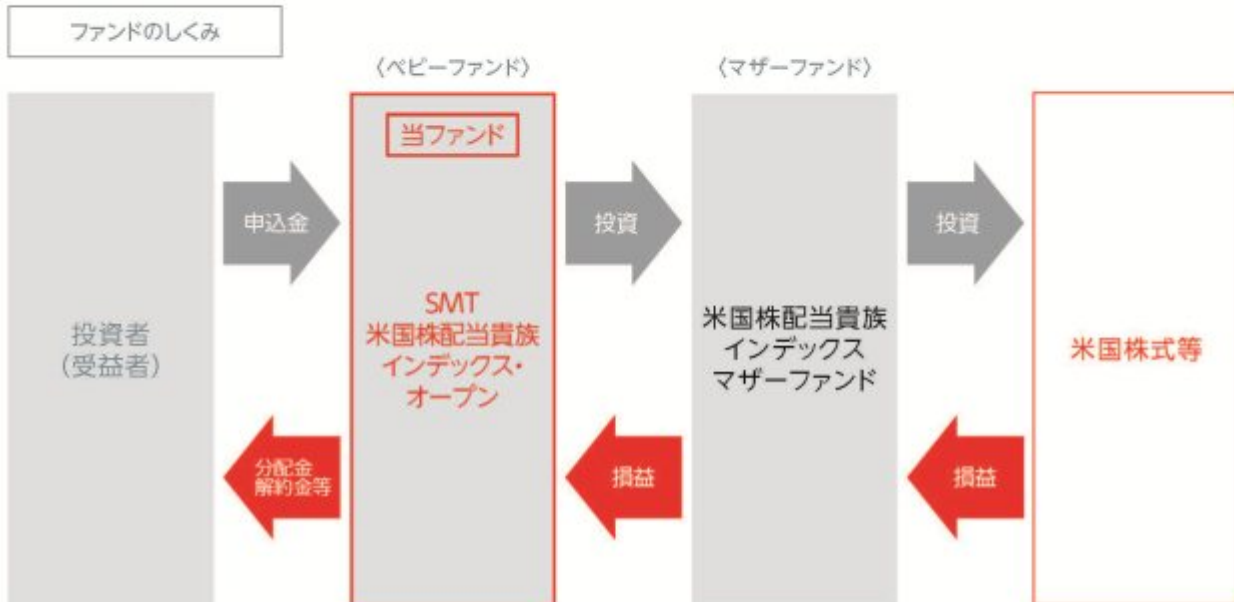 ファンドのしくみ
〈ベビーファンド〉
〈マザーファンド〉
投資者
(受益者)
申込金
分配金
解約金等
当ファンド
SMT
米国株配当貴族
インデックス・
オープン
投資
損益
米国株配当貴族
インデックス
マザーファンド
投資
損益
米国株式等